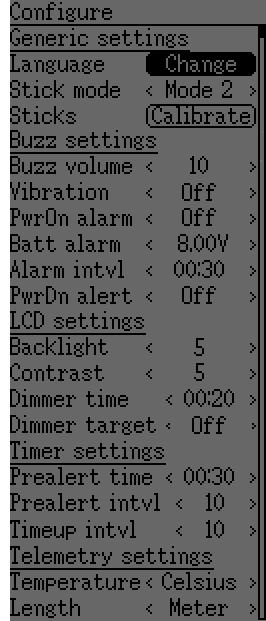 Configure
Generic settings
Language Change
Stick mode < Mode 2 >
Sticks Calibrate
Buzz settings
Buzz volume < 10 >
Vibration < Off >
PwrOn alarm < Off >
Batt alarm < 8.00V >
Alarm intvl < 00:30 >
PwrDn alert < Off >
LCD settings
Backlight < 5 >
Contrast < 5 >
Dimmer time < 00:20 >
Dimmer target < Off >
Timer settings
Prealert time < 00:30 >
Prealert intvl < 10 >
Timeup intvl < 10 >
Telemetry settings
Temperature < Celsius >
Length < Meter >